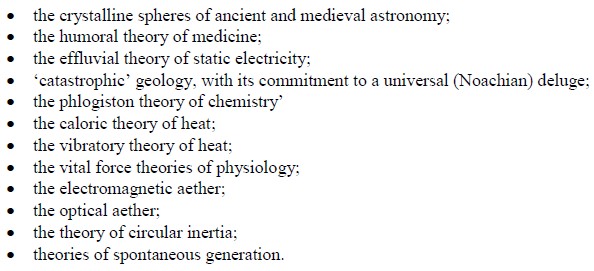 • the crystalline spheres of ancient and medieval astronomy;
• the humoral theory of medicine;
• the effluvial theory of static electricity;
• ‘catastrophic’ geology, with its commitment to a universal (Noachian) deluge;
• the phlogiston theory of chemistry’
• the caloric theory of heat;
• the vibratory theory of heat;
• the vital force theories of physiology;
• the electromagnetic aether;
• the optical aether;
• the theory of circular inertia;
• theories of spontaneous generation.